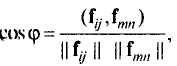 cos φ = (f_ij, f_mn) / (‖ f_ij ‖ ‖ f_mn ‖),